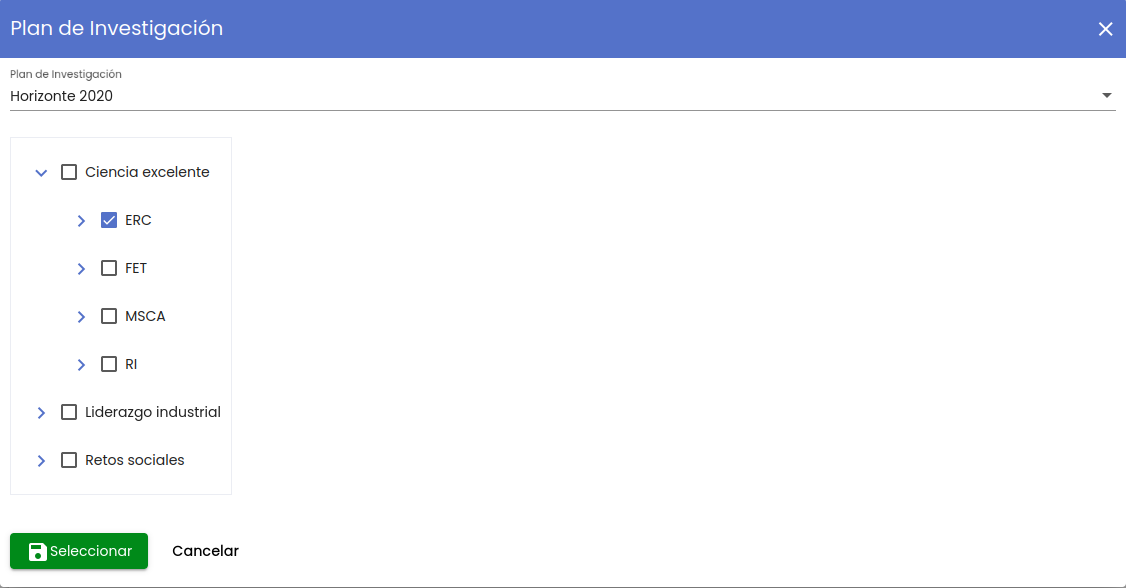 Plan de Investigación
Plan de Investigación
Horizonte 2020
Ciencia excelente
ERC
FET
MSCA
RI
Liderazgo industrial
Retos sociales
Seleccionar Cancelar